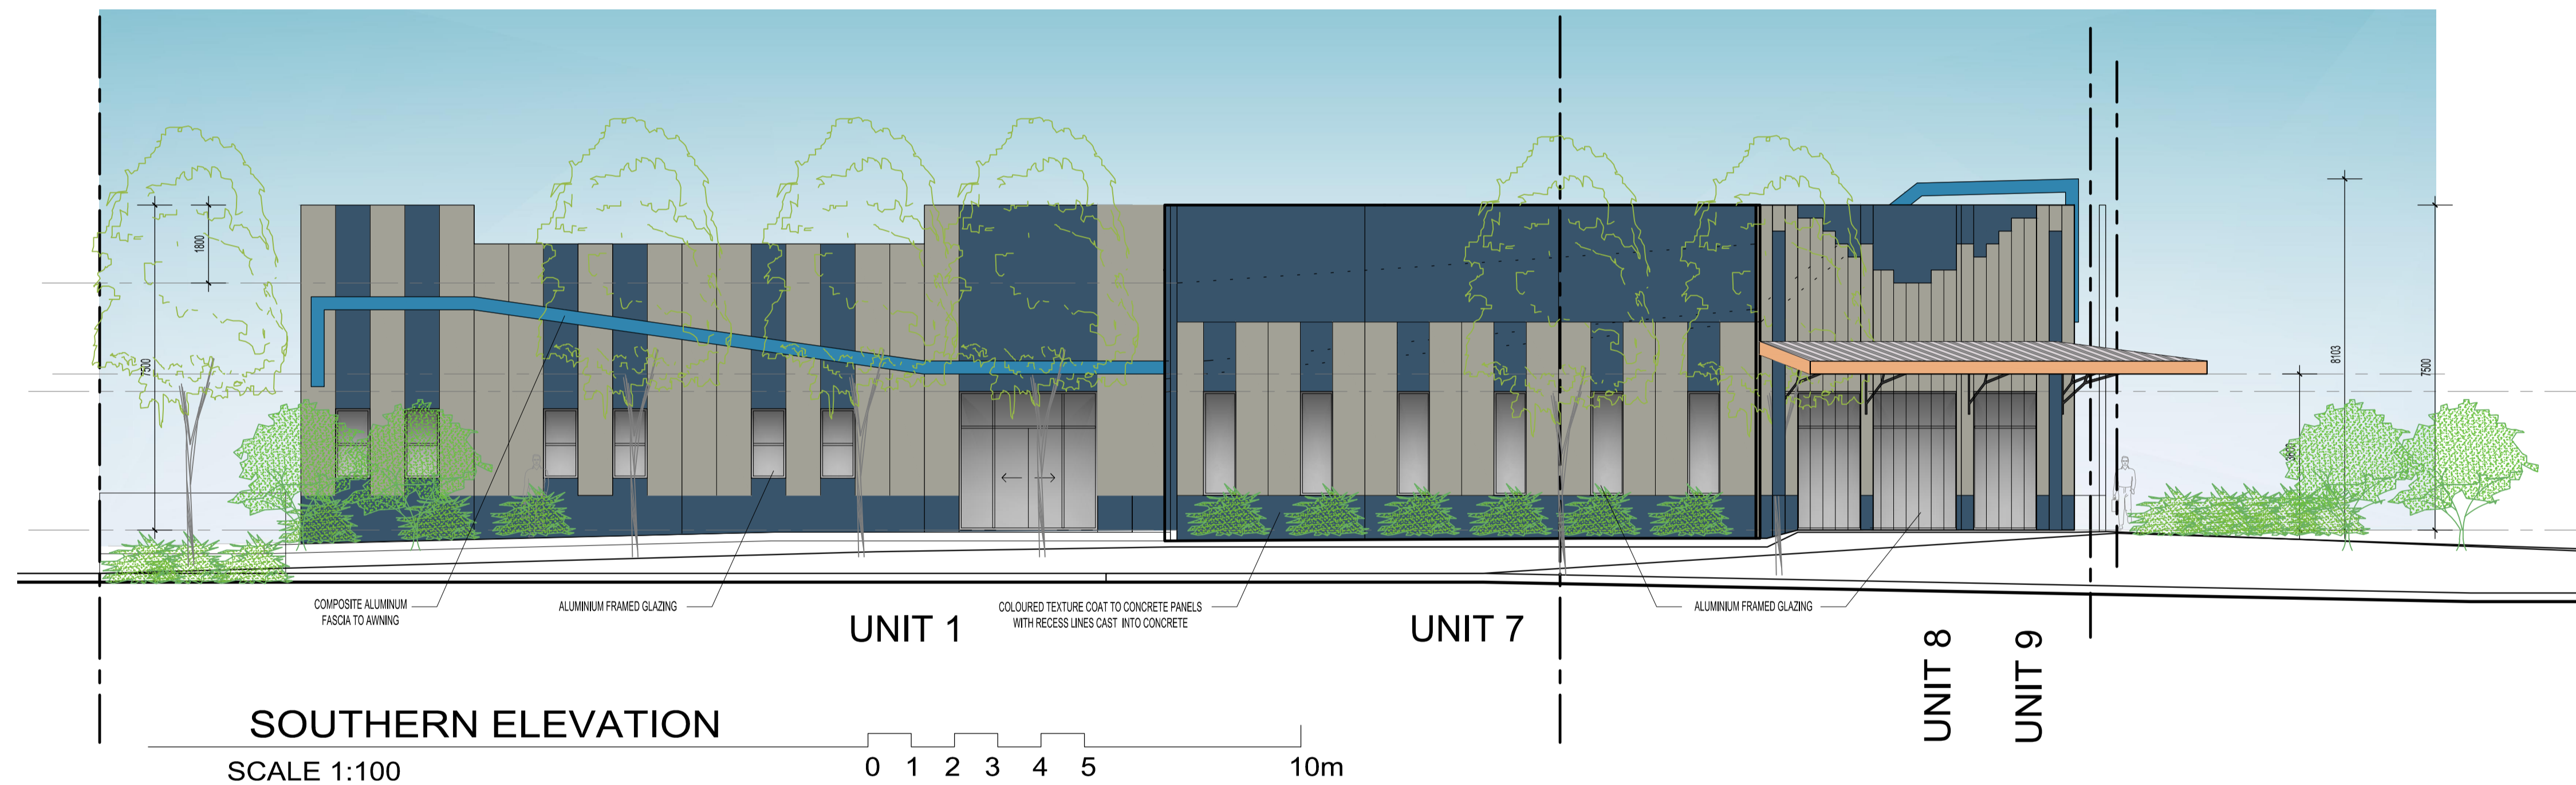 1800
7500
8103
7500
3600
COMPOSITE ALUMINUM
FASCIA TO AWNING
ALUMINIUM FRAMED GLAZING
COLOURED TEXTURE COAT TO CONCRETE PANELS
WITH RECESS LINES CAST INTO CONCRETE
ALUMINIUM FRAMED GLAZING
UNIT 1
UNIT 7
UNIT 8
UNIT 9
SOUTHERN ELEVATION
SCALE 1:100
0 1 2 3 4 5 10m